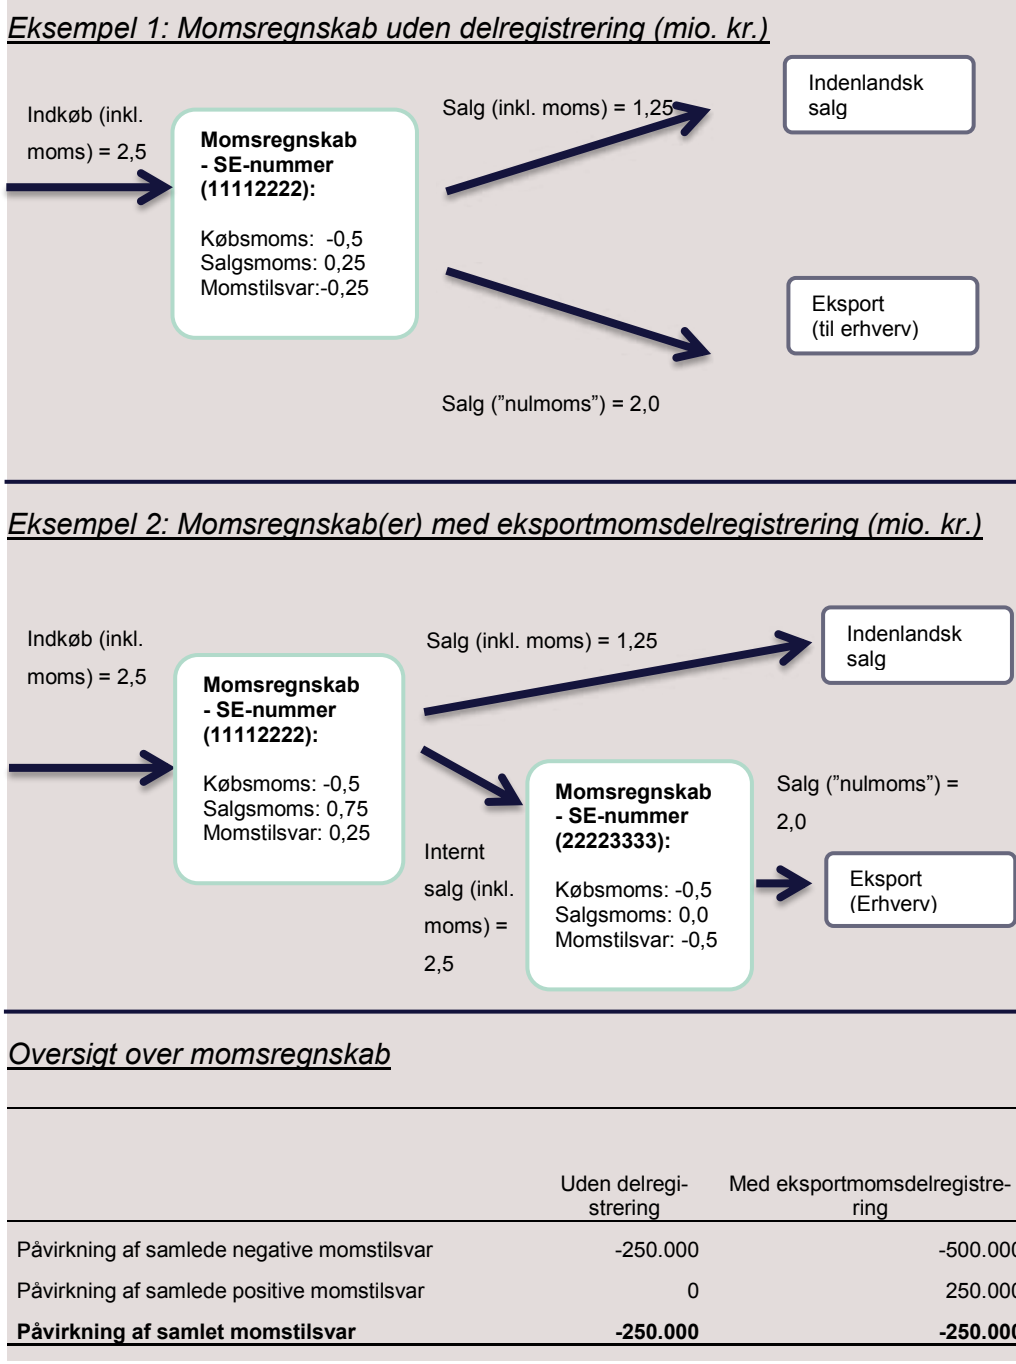 Eksempel 1: Momsregnskab uden delregistrering (mio. kr.)
Indkøb (inkl.
moms) = 2,5
Momsregnskab
- SE-nummer
(11112222):
Købsmoms: -0,5
Salgsmoms: 0,25
Momstilsvar:-0,25
Salg (inkl. moms) = 1,25
Indenlandsk
salg
Eksport
(til erhverv)
Salg ("nulmoms") = 2,0
Eksempel 2: Momsregnskab(er) med eksportmomsdelregistrering (mio. kr.)
Indkøb (inkl.
moms) = 2,5
Momsregnskab
- SE-nummer
(11112222):
Købsmoms: -0,5
Salgsmoms: 0,75
Momstilsvar: 0,25
Salg (inkl. moms) = 1,25
Indenlandsk
salg
Internt
salg (inkl.
moms) =
2,5
Momsregnskab
- SE-nummer
(22223333):
Købsmoms: -0,5
Salgsmoms: 0,0
Momstilsvar: -0,5
Salg ("nulmoms") =
2,0
Eksport
(Erhverv)
Oversigt over momsregnskab
Uden delregi-
strering
Med eksportmomsdelregistre-
ring
Påvirkning af samlede negative momstilsvar -250.000 -500.000
Påvirkning af samlede positive momstilsvar 0 250.000
Påvirkning af samlet momstilsvar -250.000 -250.000